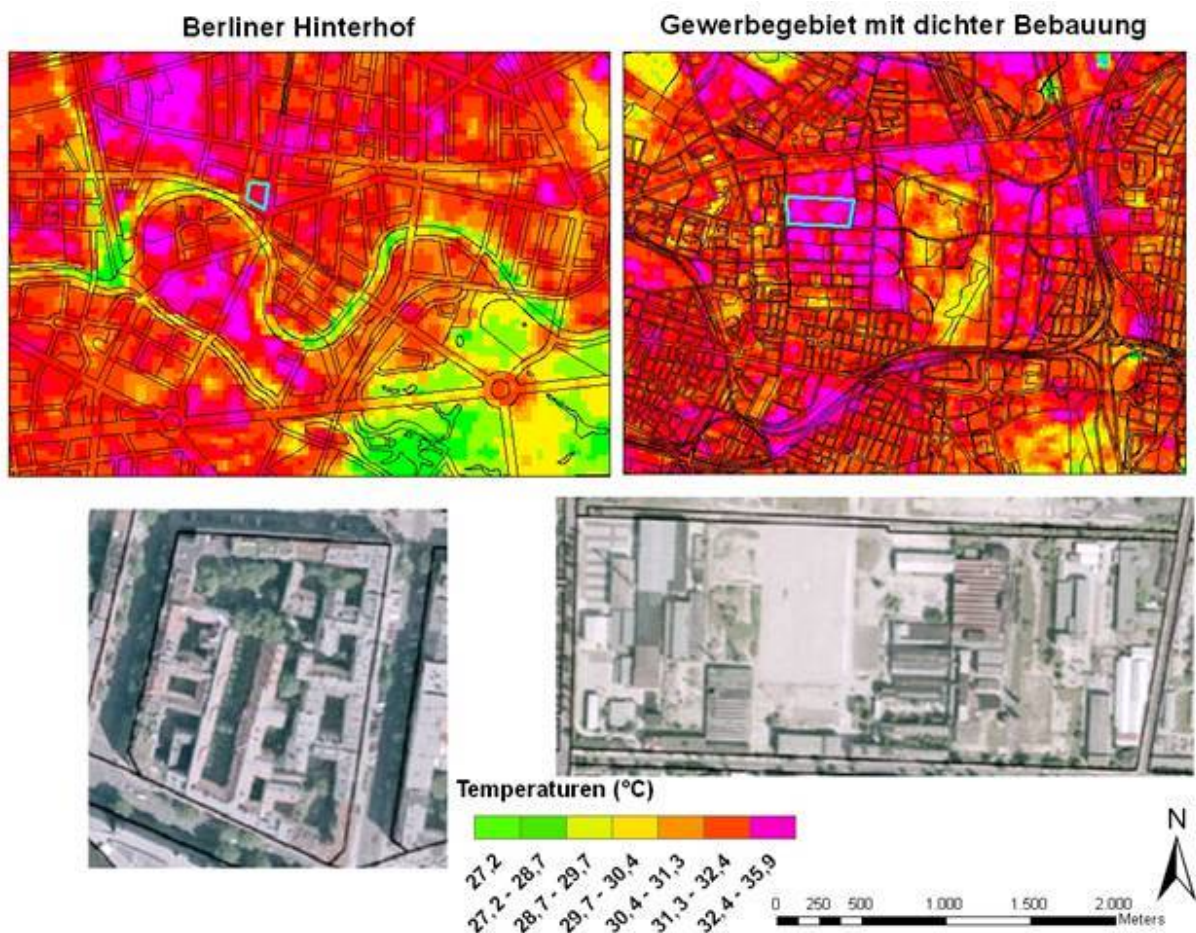 Berliner Hinterhof
Gewerbegebiet mit dichter Bebauung
Temperaturen (°C)
27,2
27,2 - 28,7
28,7 - 29,7
29,7 - 30,4
30,4 - 31,3
31,3 - 32,4
32,4 - 35,9
N
0 250 500 1.000 1.500 2.000
Meters